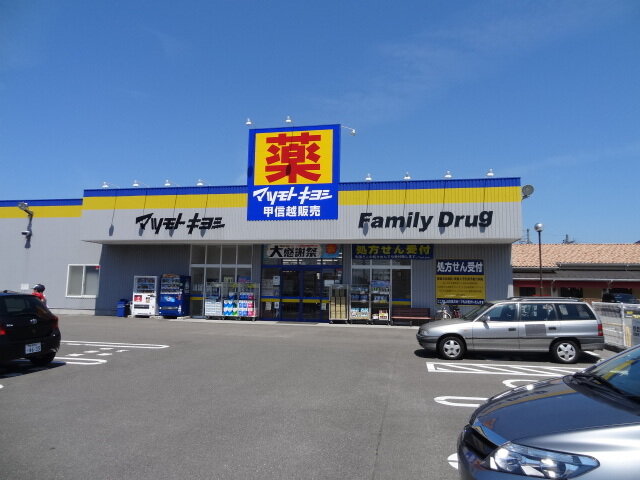 薬
マツモトキヨシ
甲信越販売
マツモトキヨシ
Family Drug
大感謝祭
処方せん受付
処方せん受付